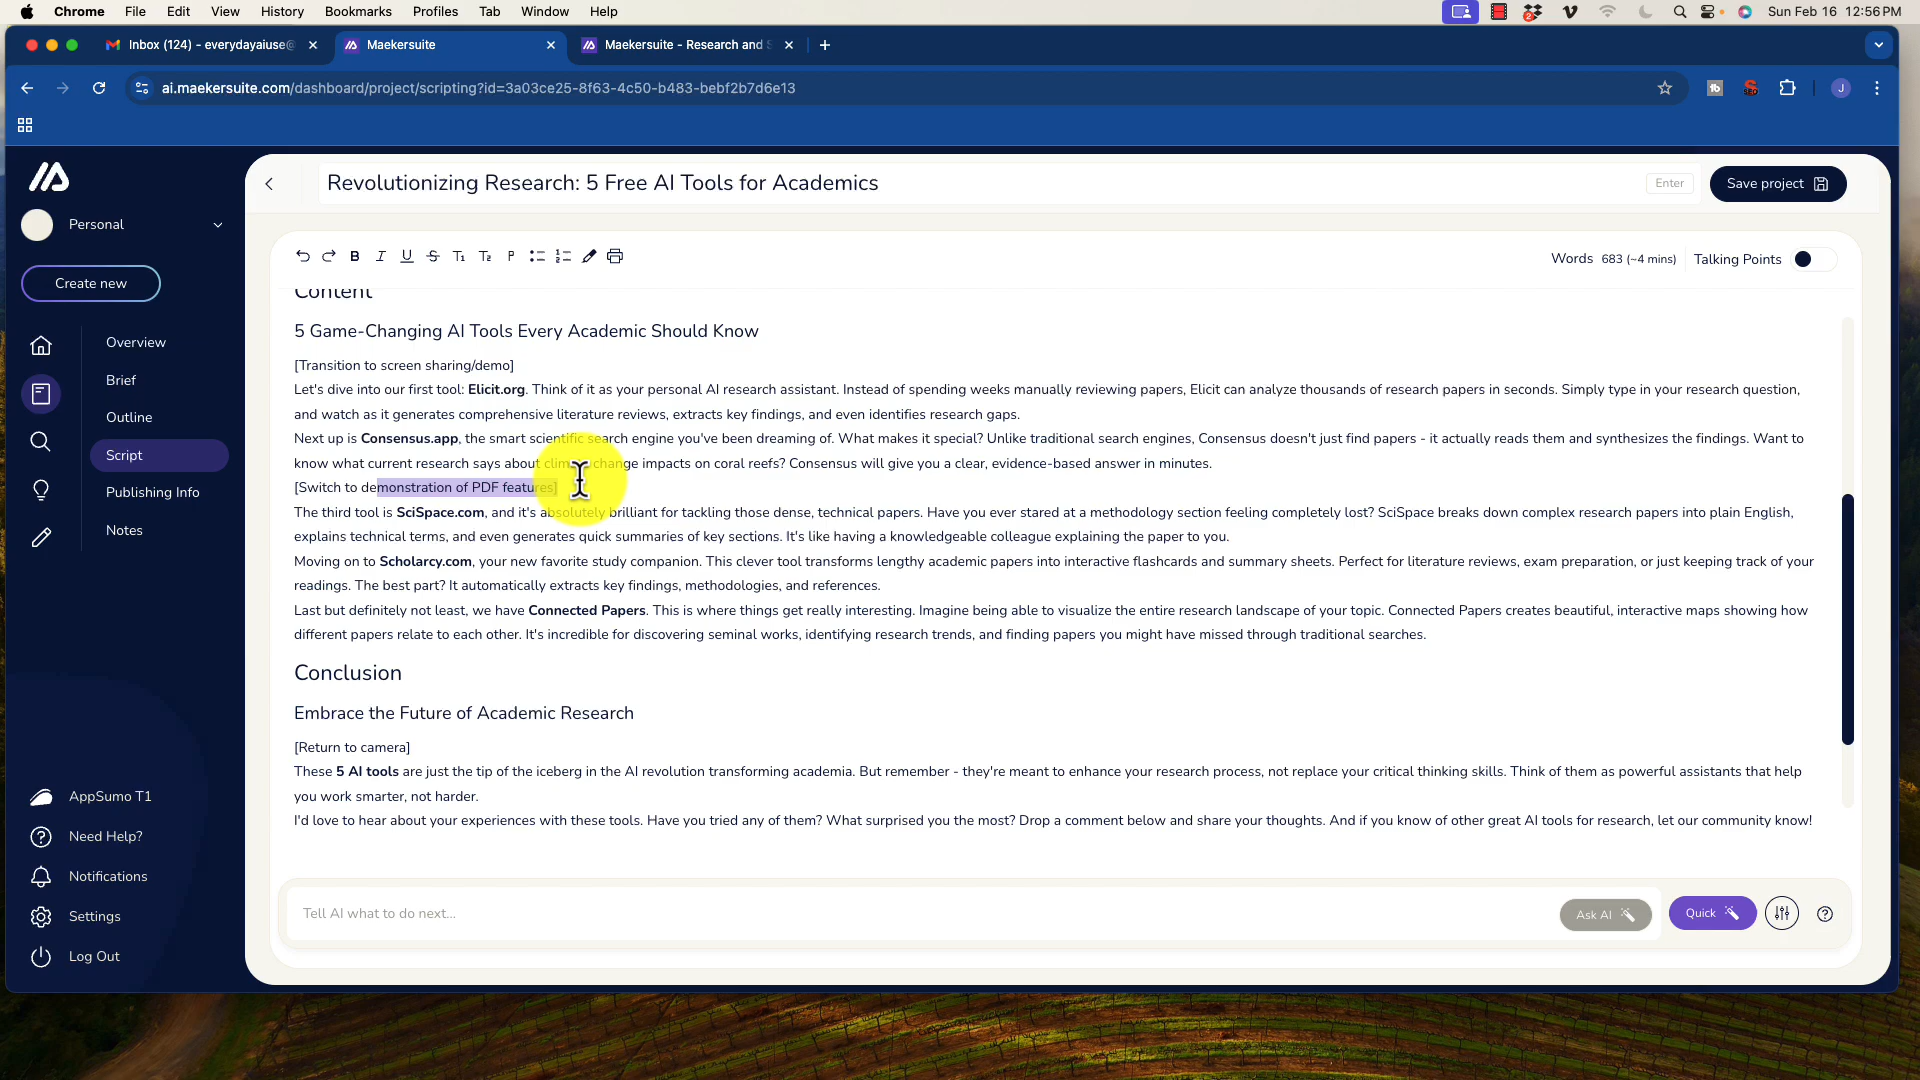 Chrome File Edit View History Bookmarks Profiles Tab Window Help
2
Sun Feb 16 12:56 PM
Inbox (124) - everydayaiuse@
Maekersuite
Maekersuite - Research and S
ai.maekersuite.com/dashboard/project/scripting?id=3a03ce25-8f63-4c50-b483-bebf2b7d6e13
tb
SEO
J
Revolutionizing Research: 5 Free AI Tools for Academics
Enter
Save project
Personal
Create new
Overview
Brief
Outline
Script
Publishing Info
Notes
AppSumo T1
Need Help?
Notifications
Settings
Log Out
B I U S T1 T2 P
Words 683 (~4 mins)
Talking Points
Content
5 Game-Changing AI Tools Every Academic Should Know
[Transition to screen sharing/demo]
Let's dive into our first tool: Elicit.org. Think of it as your personal AI research assistant. Instead of spending weeks manually reviewing papers, Elicit can analyze thousands of research papers in seconds. Simply type in your research question,
and watch as it generates comprehensive literature reviews, extracts key findings, and even identifies research gaps.
Next up is Consensus.app, the smart scientific search engine you've been dreaming of. What makes it special? Unlike traditional search engines, Consensus doesn't just find papers - it actually reads them and synthesizes the findings. Want to
know what current research says about climate change impacts on coral reefs? Consensus will give you a clear, evidence-based answer in minutes.
[Switch to demonstration of PDF features]
The third tool is SciSpace.com, and it's absolutely brilliant for tackling those dense, technical papers. Have you ever stared at a methodology section feeling completely lost? SciSpace breaks down complex research papers into plain English,
explains technical terms, and even generates quick summaries of key sections. It's like having a knowledgeable colleague explaining the paper to you.
Moving on to Scholarcy.com, your new favorite study companion. This clever tool transforms lengthy academic papers into interactive flashcards and summary sheets. Perfect for literature reviews, exam preparation, or just keeping track of your
readings. The best part? It automatically extracts key findings, methodologies, and references.
Last but definitely not least, we have Connected Papers. This is where things get really interesting. Imagine being able to visualize the entire research landscape of your topic. Connected Papers creates beautiful, interactive maps showing how
different papers relate to each other. It's incredible for discovering seminal works, identifying research trends, and finding papers you might have missed through traditional searches.
Conclusion
Embrace the Future of Academic Research
[Return to camera]
These 5 AI tools are just the tip of the iceberg in the AI revolution transforming academia. But remember - they're meant to enhance your research process, not replace your critical thinking skills. Think of them as powerful assistants that help
you work smarter, not harder.
I'd love to hear about your experiences with these tools. Have you tried any of them? What surprised you the most? Drop a comment below and share your thoughts. And if you know of other great AI tools for research, let our community know!
Tell AI what to do next...
Ask AI
Quick